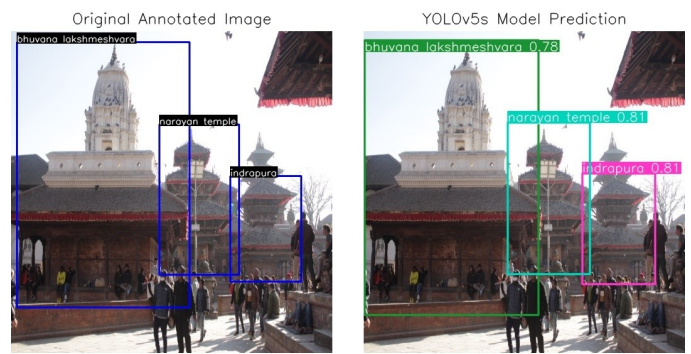 Original Annotated Image
YOLOv5s Model Prediction
bhuvana lakshmeshvara
narayan temple
indrapura
bhuvana lakshmeshvara 0.78
narayan temple 0.81
indrapura 0.81